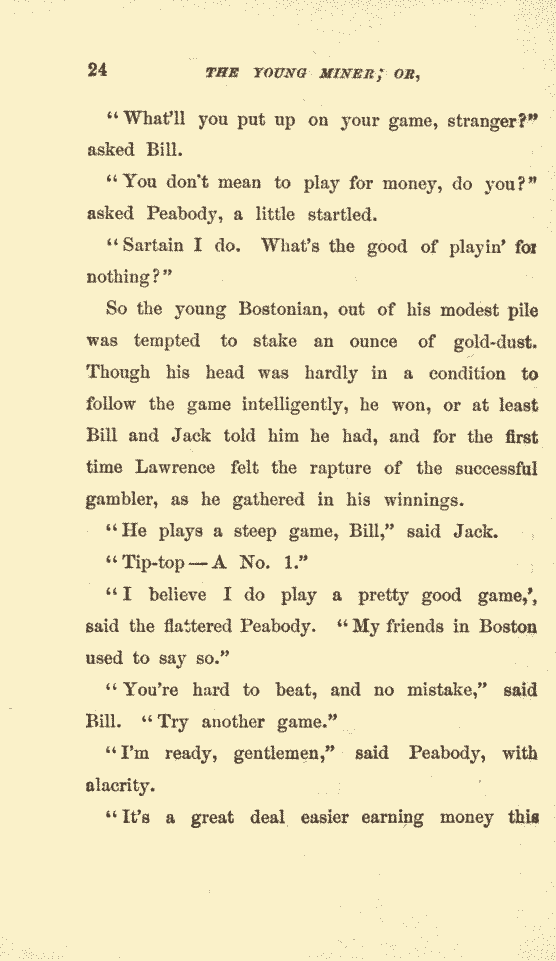 24 THE YOUNG MINER; OR,
"What'll you put up on your game, stranger?"
asked Bill.
"You don't mean to play for money, do you?"
asked Peabody, a little startled.
"Sartain I do. What's the good of playin' for
nothing?"
So the young Bostonian, out of his modest pile
was tempted to stake an ounce of gold-dust.
Though his head was hardly in a condition to
follow the game intelligently, he won, or at least
Bill and Jack told him he had, and for the first
time Lawrence felt the rapture of the successful
gambler, as he gathered in his winnings.
"He plays a steep game, Bill," said Jack.
"Tip-top—A No. 1."
"I believe I do play a pretty good game,',
said the flattered Peabody. "My friends in Boston
used to say so."
"You're hard to beat, and no mistake," said
Bill. "Try another game."
"I'm ready, gentlemen," said Peabody, with
alacrity.
"It's a great deal easier earning money this